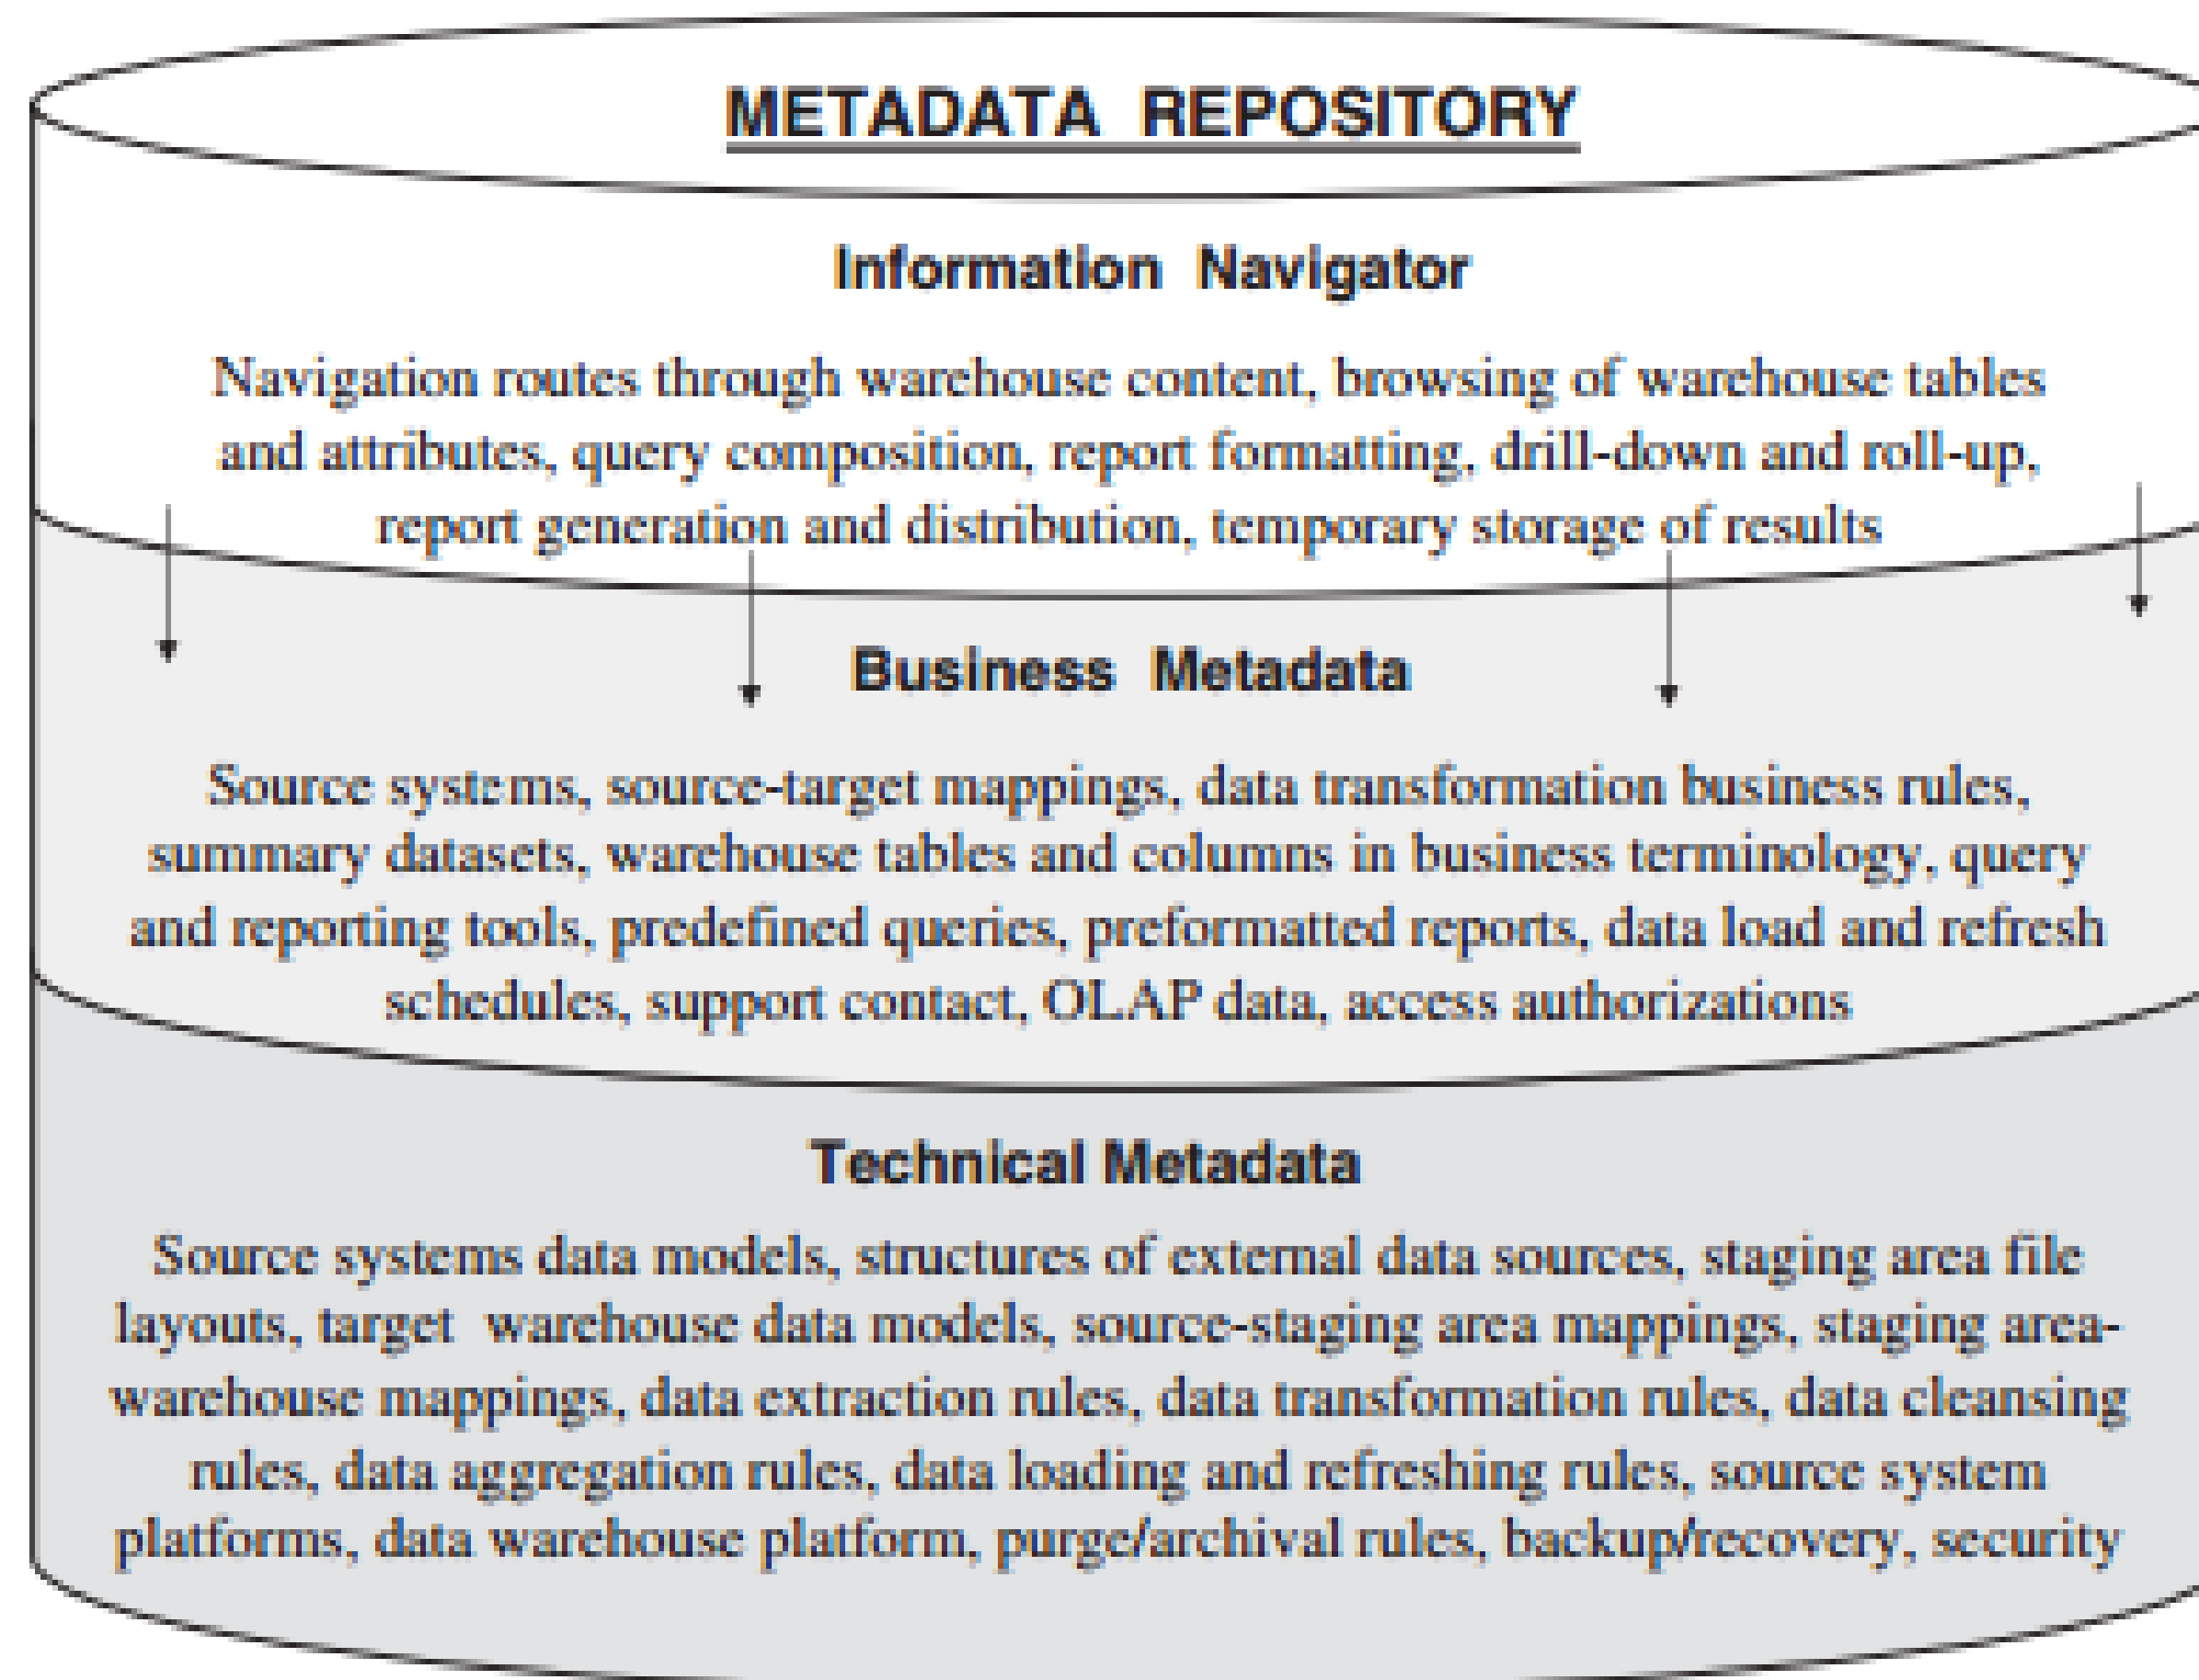 METADATA REPOSITORY
Information Navigator
Navigation routes through warehouse content, browsing of warehouse tables
and attributes, query composition, report formatting, drill-down and roll-up,
report generation and distribution, temporary storage of results
Business Metadata
Source systems, source-target mappings, data transformation business rules,
summary datasets, warehouse tables and columns in business terminology, query
and reporting tools, predefined queries, preformatted reports, data load and refresh
schedules, support contact, OLAP data, access authorizations
Technical Metadata
Source systems data models, structures of external data sources, staging area file
layouts, target warehouse data models, source-staging area mappings, staging area-
warehouse mappings, data extraction rules, data transformation rules, data cleansing
rules, data aggregation rules, data loading and refreshing rules, source system
platforms, data warehouse platform, purge/archival rules, backup/recovery, security